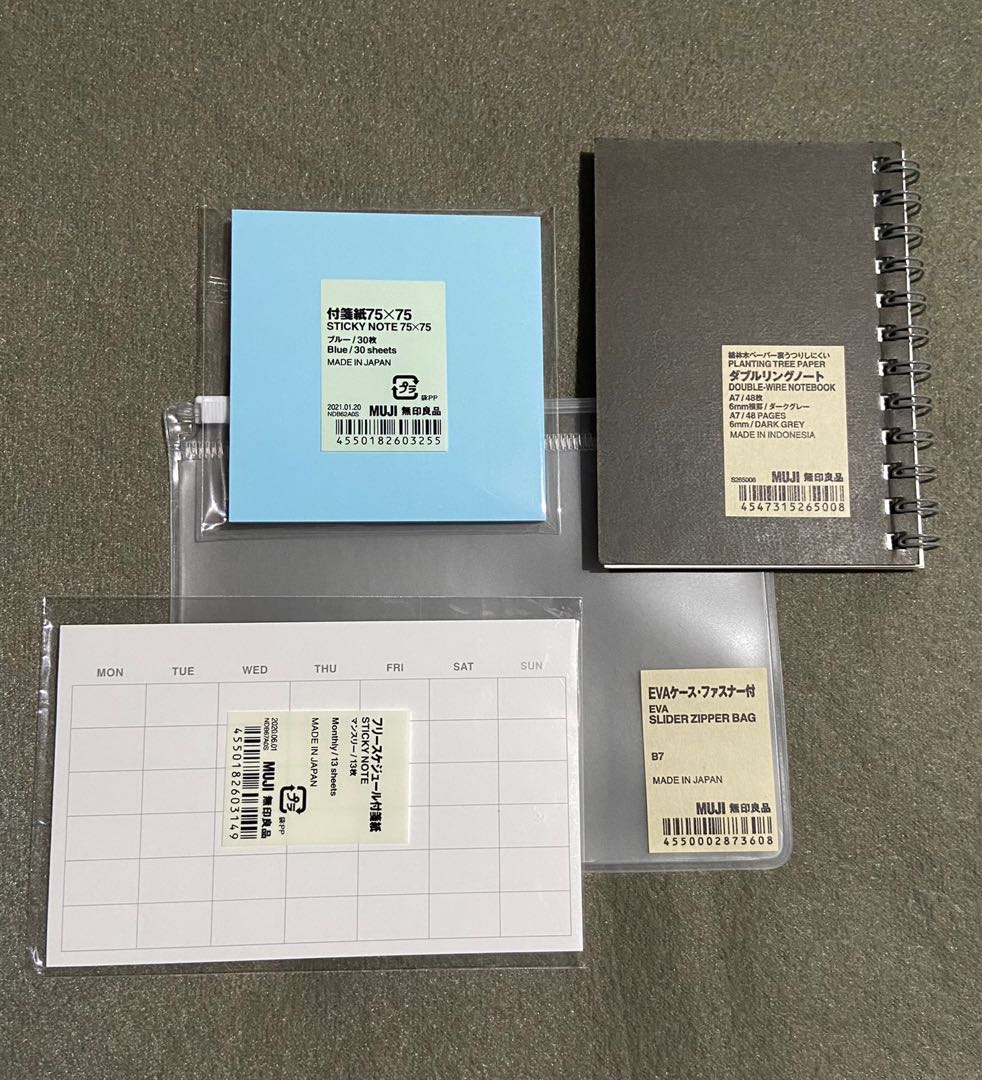 付箋紙75×75
STICKY NOTE 75×75
ブルー/30枚
Blue/30 sheets
MADE IN JAPAN
プラ
袋:PP
2021.01.20
NDB62A0S
MUJI 無印良品
4550182603255
植林木ペーパー裏うつりしにくい
PLANTING TREE PAPER
ダブルリングノート
DOUBLE-WIRE NOTEBOOK
A7/48枚
6mm横罫/ダークグレー
A7/48 PAGES
6mm/DARK GREY
MADE IN INDONESIA
S265008
MUJI 無印良品
4547315265008
MON TUE WED THU FRI SAT SUN
フリースケジュール付箋紙
STICKY NOTE
マンスリー/13枚
Monthly/13 sheets
MADE IN JAPAN
プラ
袋:PP
2020.06.01
NDB67A0S
MUJI 無印良品
4550182603149
EVAケース・ファスナー付
EVA
SLIDER ZIPPER BAG
B7
MADE IN JAPAN
MUJI 無印良品
4550002873608